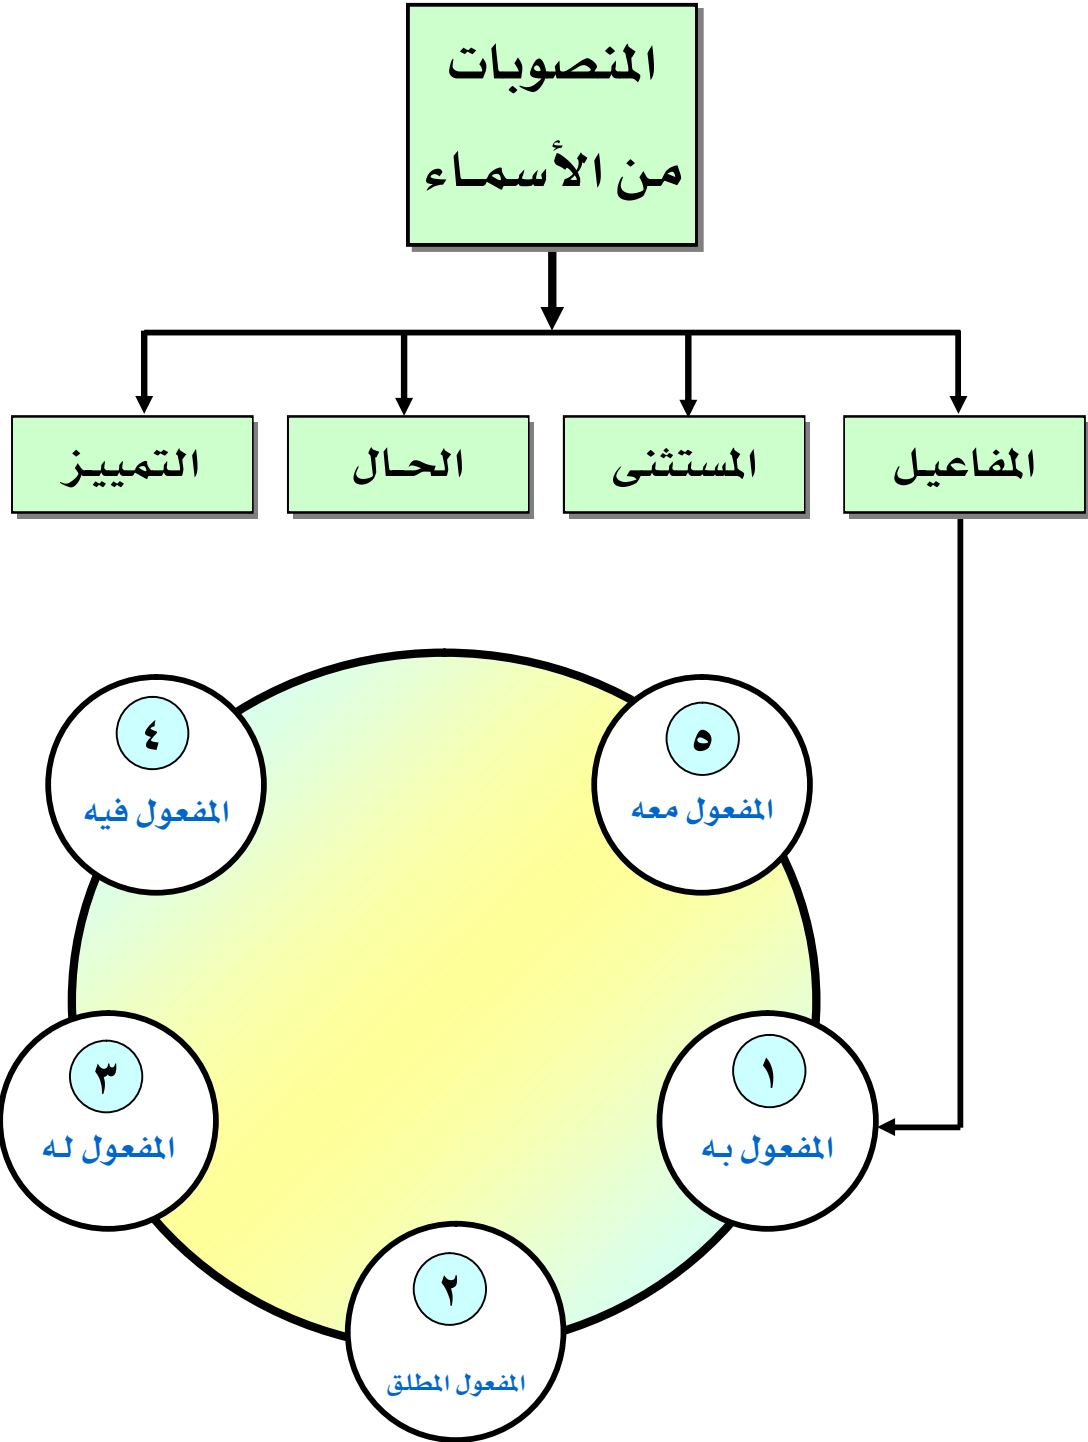 المنصوبات
من الأسماء
المفاعيل
المستثنى
الحال
التمييز
١
المفعول به
٢
المفعول المطلق
٣
المفعول له
٤
المفعول فيه
٥
المفعول معه